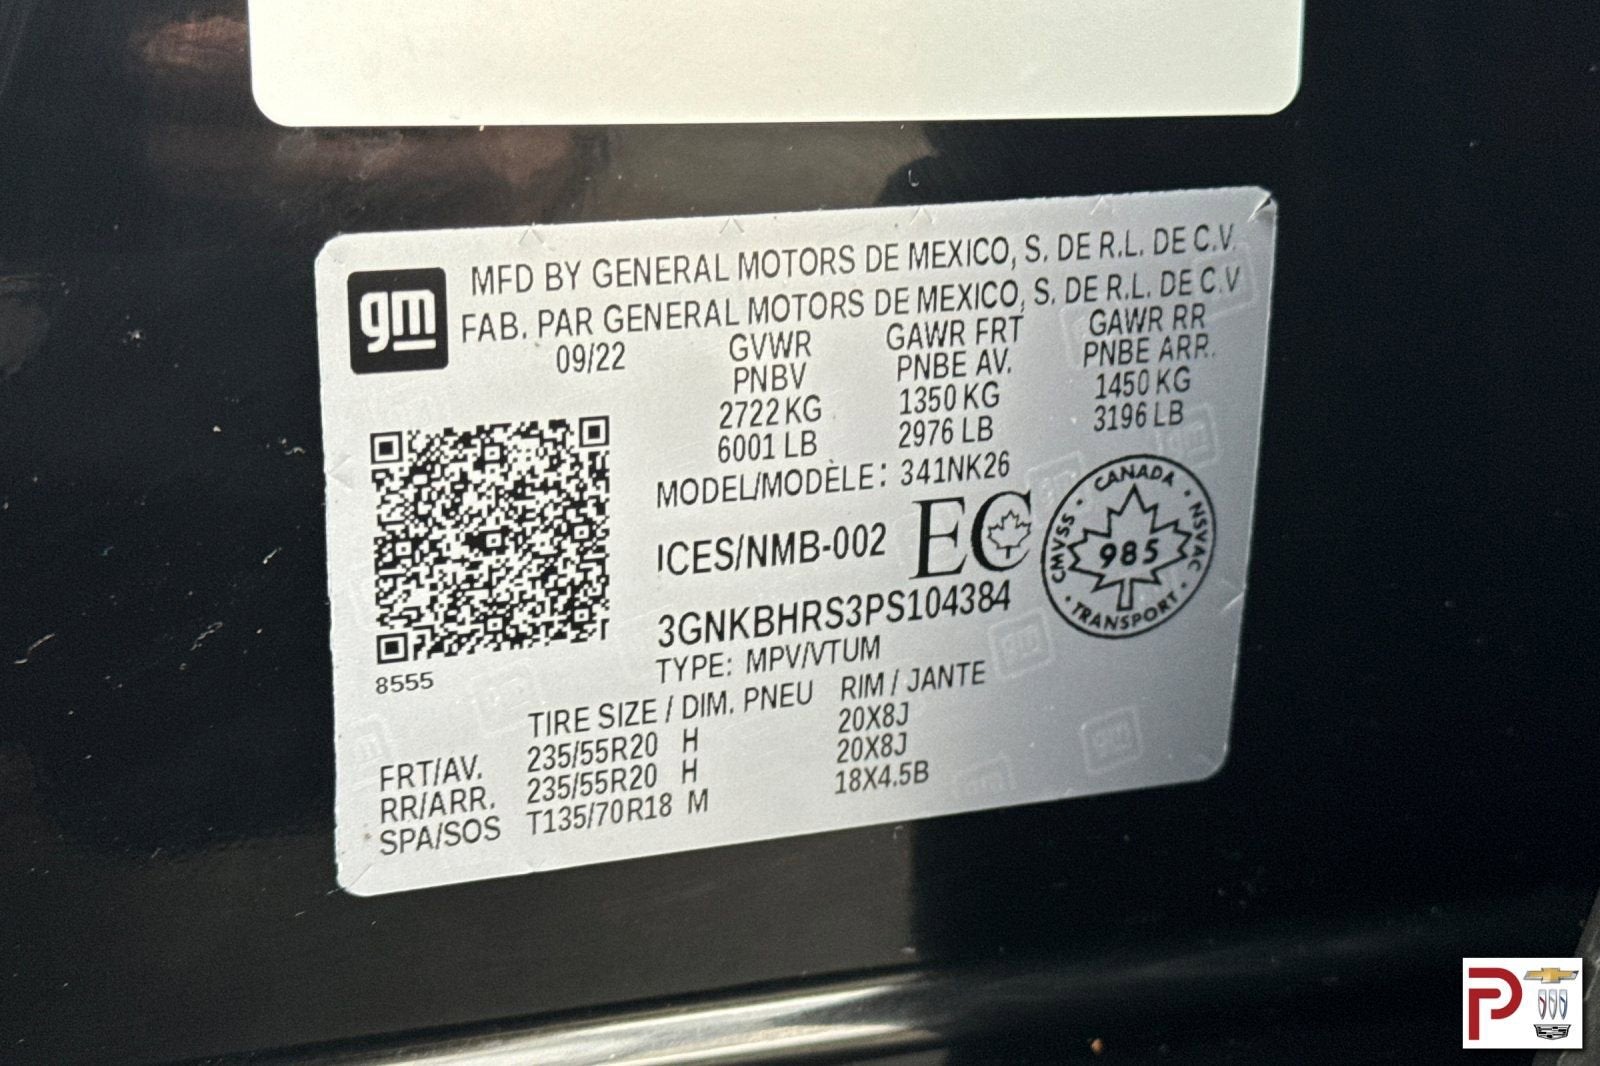 gm
MFD BY GENERAL MOTORS DE MEXICO, S. DE R.L. DE C.V.
FAB. PAR GENERAL MOTORS DE MEXICO, S. DE R.L. DE C.V
09/22 GVWR GAWR FRT GAWR RR
PNBV PNBE AV. PNBE ARR.
2722 KG 1350 KG 1450 KG
6001 LB 2976 LB 3196 LB
MODEL/MODÈLE: 341NK26
ICES/NMB-002 EC
CANADA
CMVSS • 985 • NSVAC
TRANSPORT
3GNKBHRS3PS104384
TYPE: MPV/VTUM
8555
TIRE SIZE / DIM. PNEU RIM / JANTE
FRT/AV. 235/55R20 H 20X8J
RR/ARR. 235/55R20 H 20X8J
SPA/SOS T135/70R18 M 18X4.5B
P